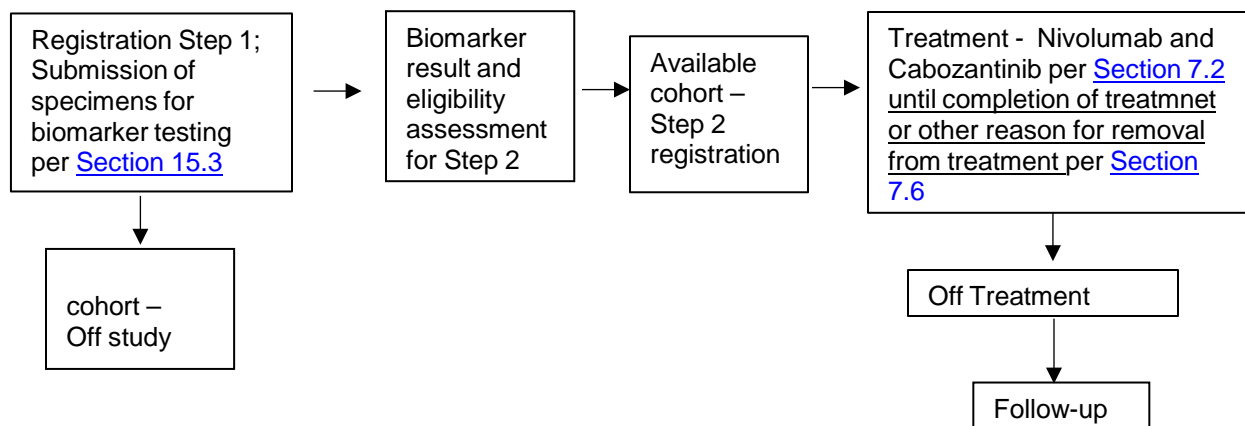 Registration Step 1;
Submission of
specimens for
biomarker testing
per Section 15.3
Biomarker
result and
eligibility
assessment
for Step 2
Available
cohort –
Step 2
registration
Treatment - Nivolumab and
Cabozantinib per Section 7.2
until completion of treatmnet
or other reason for removal
from treatment per Section
7.6
cohort –
Off study
Off Treatment
Follow-up